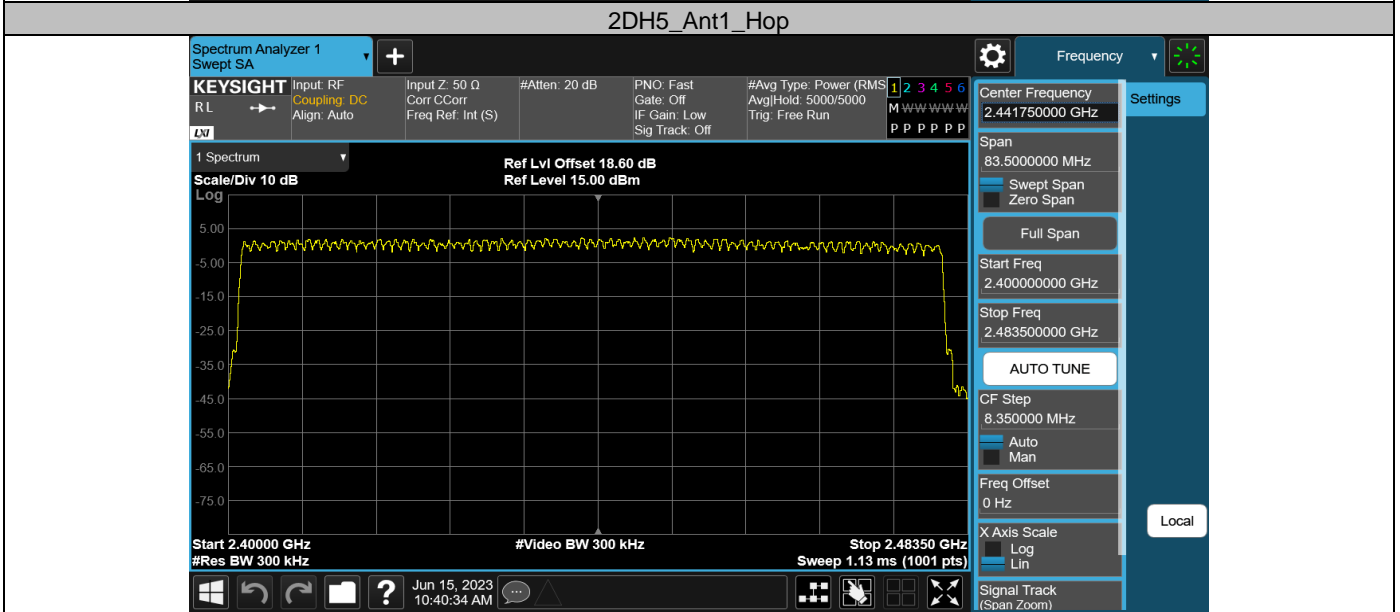 2DH5_Ant1_Hop
Spectrum Analyzer 1
Swept SA
+
Frequency
KEYSIGHT
R L
LXI
Input: RF
Coupling: DC
Align: Auto
Input Z: 50 Ω
Corr CCorr
Freq Ref: Int (S)
#Atten: 20 dB
PNO: Fast
Gate: Off
IF Gain: Low
Sig Track: Off
#Avg Type: Power (RMS
Avg|Hold: 5000/5000
Trig: Free Run
1 2 3 4 5 6
M W W W W W
P P P P P P
1 Spectrum
Scale/Div 10 dB
Ref Lvl Offset 18.60 dB
Ref Level 15.00 dBm
Log
5.00
-5.00
-15.0
-25.0
-35.0
-45.0
-55.0
-65.0
-75.0
Start 2.40000 GHz
#Res BW 300 kHz
#Video BW 300 kHz
Stop 2.48350 GHz
Sweep 1.13 ms (1001 pts)
Center Frequency
2.441750000 GHz
Settings
Span
83.5000000 MHz
Swept Span
Zero Span
Full Span
Start Freq
2.400000000 GHz
Stop Freq
2.483500000 GHz
AUTO TUNE
CF Step
8.350000 MHz
Auto
Man
Freq Offset
0 Hz
Local
X Axis Scale
Log
Lin
Signal Track
(Span Zoom)
?
Jun 15, 2023
10:40:34 AM